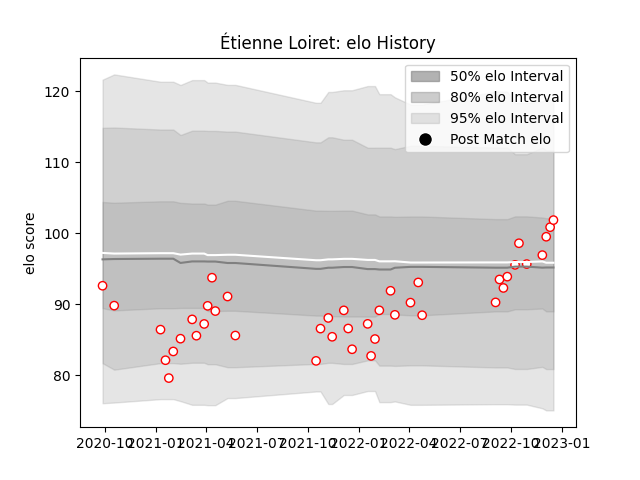 Étienne Loiret: elo History
50% elo Interval
80% elo Interval
95% elo Interval
Post Match elo
elo score
120
110
100
90
80
2020-10 2021-01 2021-04 2021-07 2021-10 2022-01 2022-04 2022-07 2022-10 2023-01